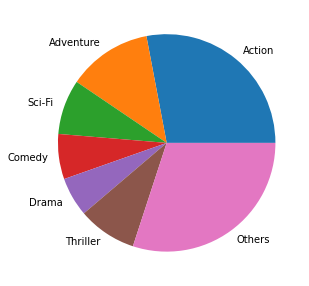 Action
Adventure
Sci-Fi
Comedy
Drama
Thriller
Others